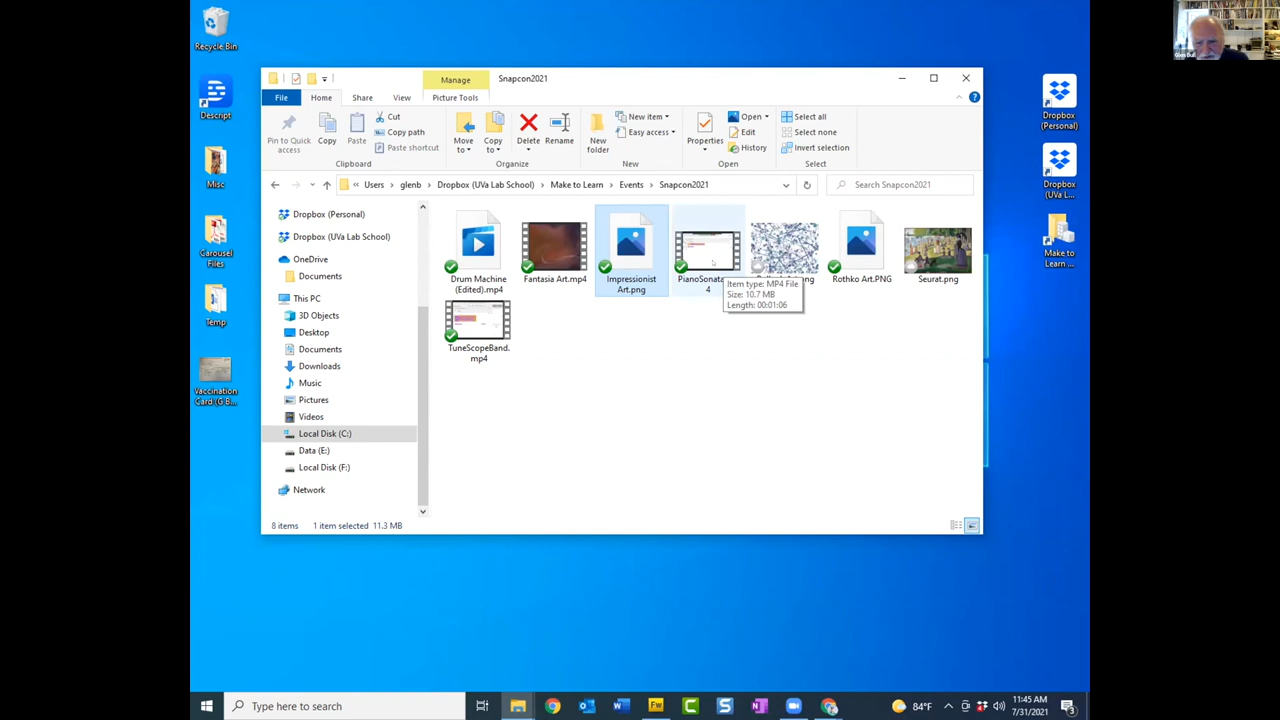 Recycle Bin
Descript
Misc
Carousel
Files
Temp
Vaccination
Card (G B...
Manage
Snapcon2021
File
Home
Share
View
Picture Tools
Pin to Quick
access
Copy
Paste
Cut
Copy path
Paste shortcut
Clipboard
Move
to
Copy
to
Delete
Rename
Organize
New
folder
New item
Easy access
New
Properties
Open
Edit
History
Open
Select all
Select none
Invert selection
Select
« Users › glenb › Dropbox (UVa Lab School) › Make to Learn › Events › Snapcon2021
Search Snapcon2021
Dropbox (Personal)
Dropbox (UVa Lab School)
OneDrive
Documents
This PC
3D Objects
Desktop
Documents
Downloads
Music
Pictures
Videos
Local Disk (C:)
Data (E:)
Local Disk (F:)
Network
Drum Machine
(Edited).mp4
Fantasia Art.mp4
Impressionist
Art.png
PianoSonata
4
Rothko Art.PNG
Seurat.png
TuneScopeBand.
mp4
Item type: MP4 File
Size: 10.7 MB
Length: 00:01:06
8 items
1 item selected 11.3 MB
Dropbox
(Personal)
Dropbox
(UVa L...
Make to
Learn ...
Type here to search
84°F
11:45 AM
7/31/2021
3